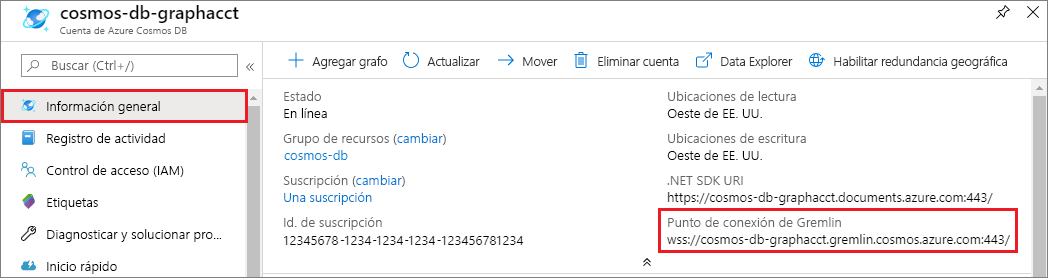 cosmos-db-graphacct
Cuenta de Azure Cosmos DB
Buscar (Ctrl+/)
Información general
Registro de actividad
Control de acceso (IAM)
Etiquetas
Diagnosticar y solucionar pro...
Inicio rápido
Agregar grafo
Actualizar
Mover
Eliminar cuenta
Data Explorer
Habilitar redundancia geográfica
Estado
En línea
Grupo de recursos (cambiar)
cosmos-db
Suscripción (cambiar)
Una suscripción
Id. de suscripción
12345678 -1234-1234-1234-123456781234
Ubicaciones de lectura
Oeste de EE. UU.
Ubicaciones de escritura
Oeste de EE. UU.
.NET SDK URI
https://cosmos-db-graphacct.documents.azure.com:443/
Punto de conexión de Gremlin
wss://cosmos-db-graphacct.gremlin.cosmos.azure.com:443/